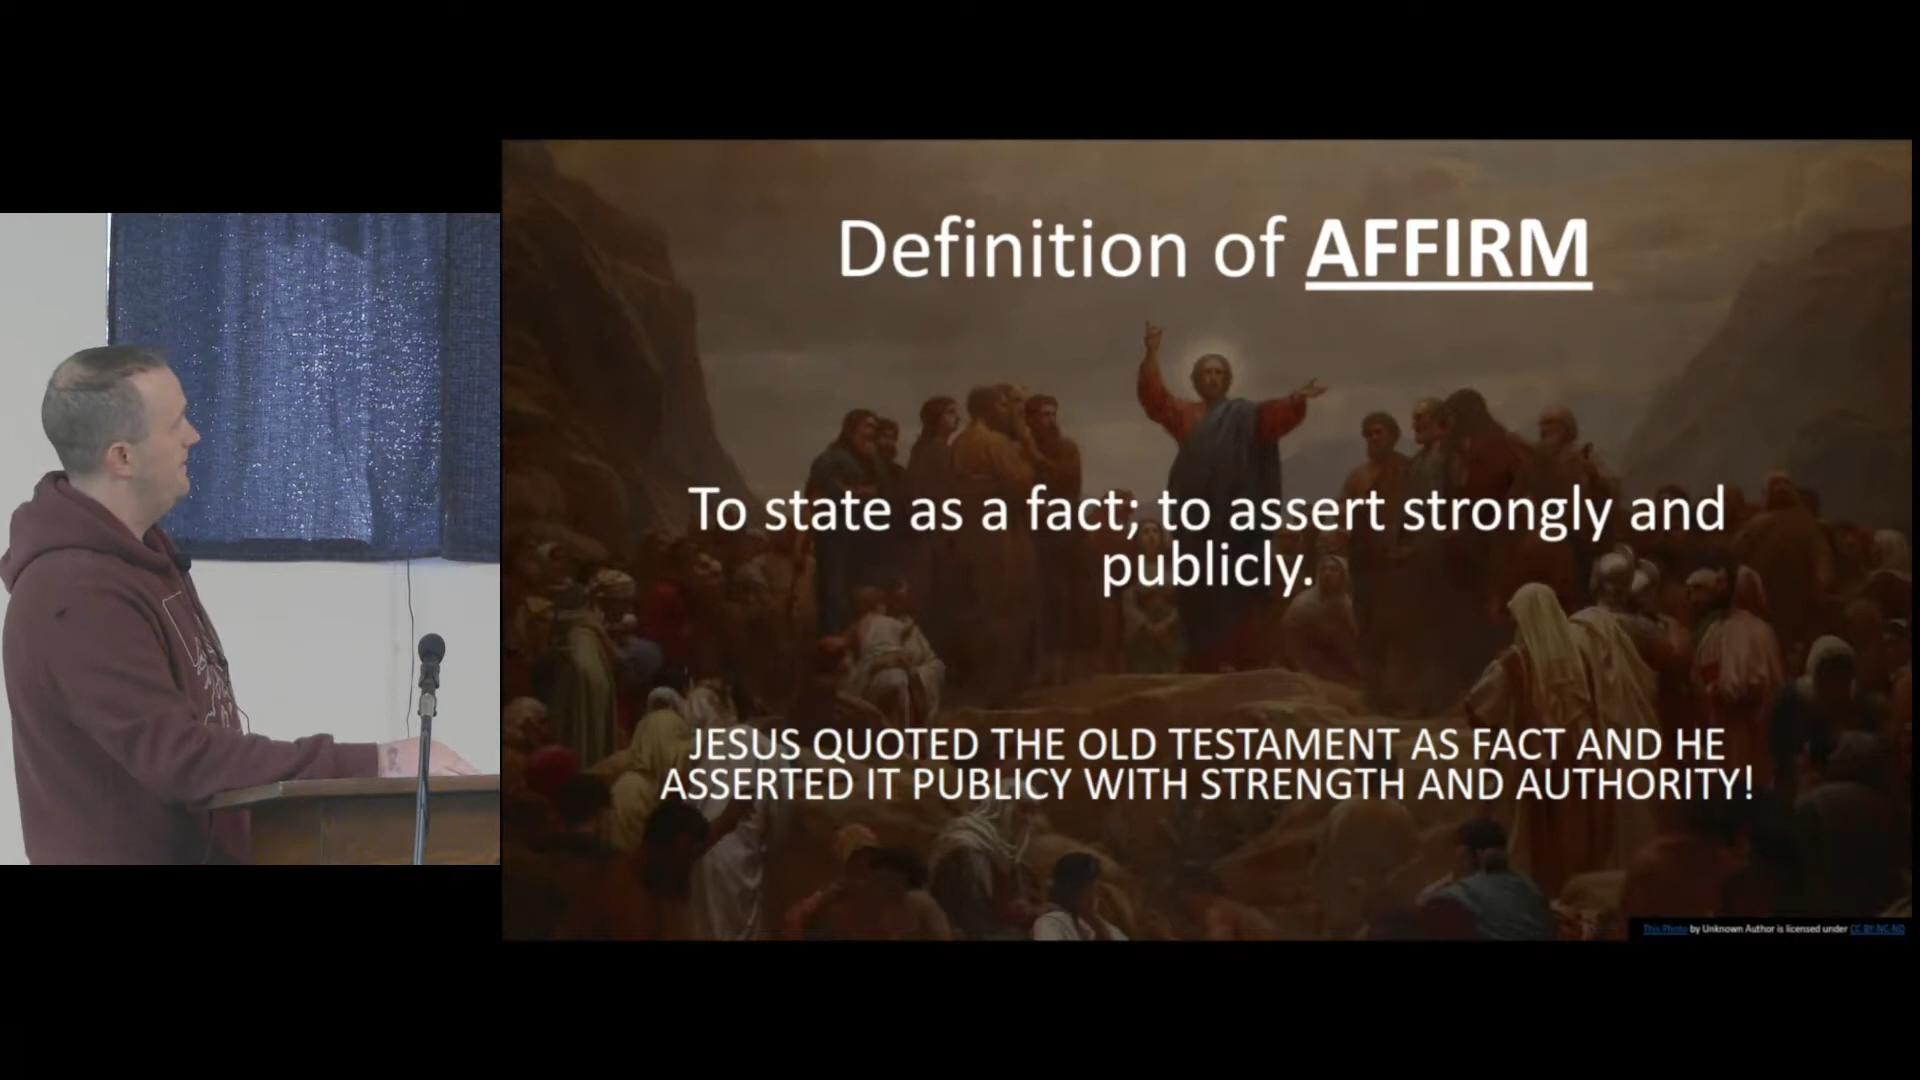 Definition of AFFIRM
To state as a fact; to assert strongly and
publicly.
JESUS QUOTED THE OLD TESTAMENT AS FACT AND HE
ASSERTED IT PUBLICY WITH STRENGTH AND AUTHORITY!
This Photo by Unknown Author is licensed under CC BY-NC-ND